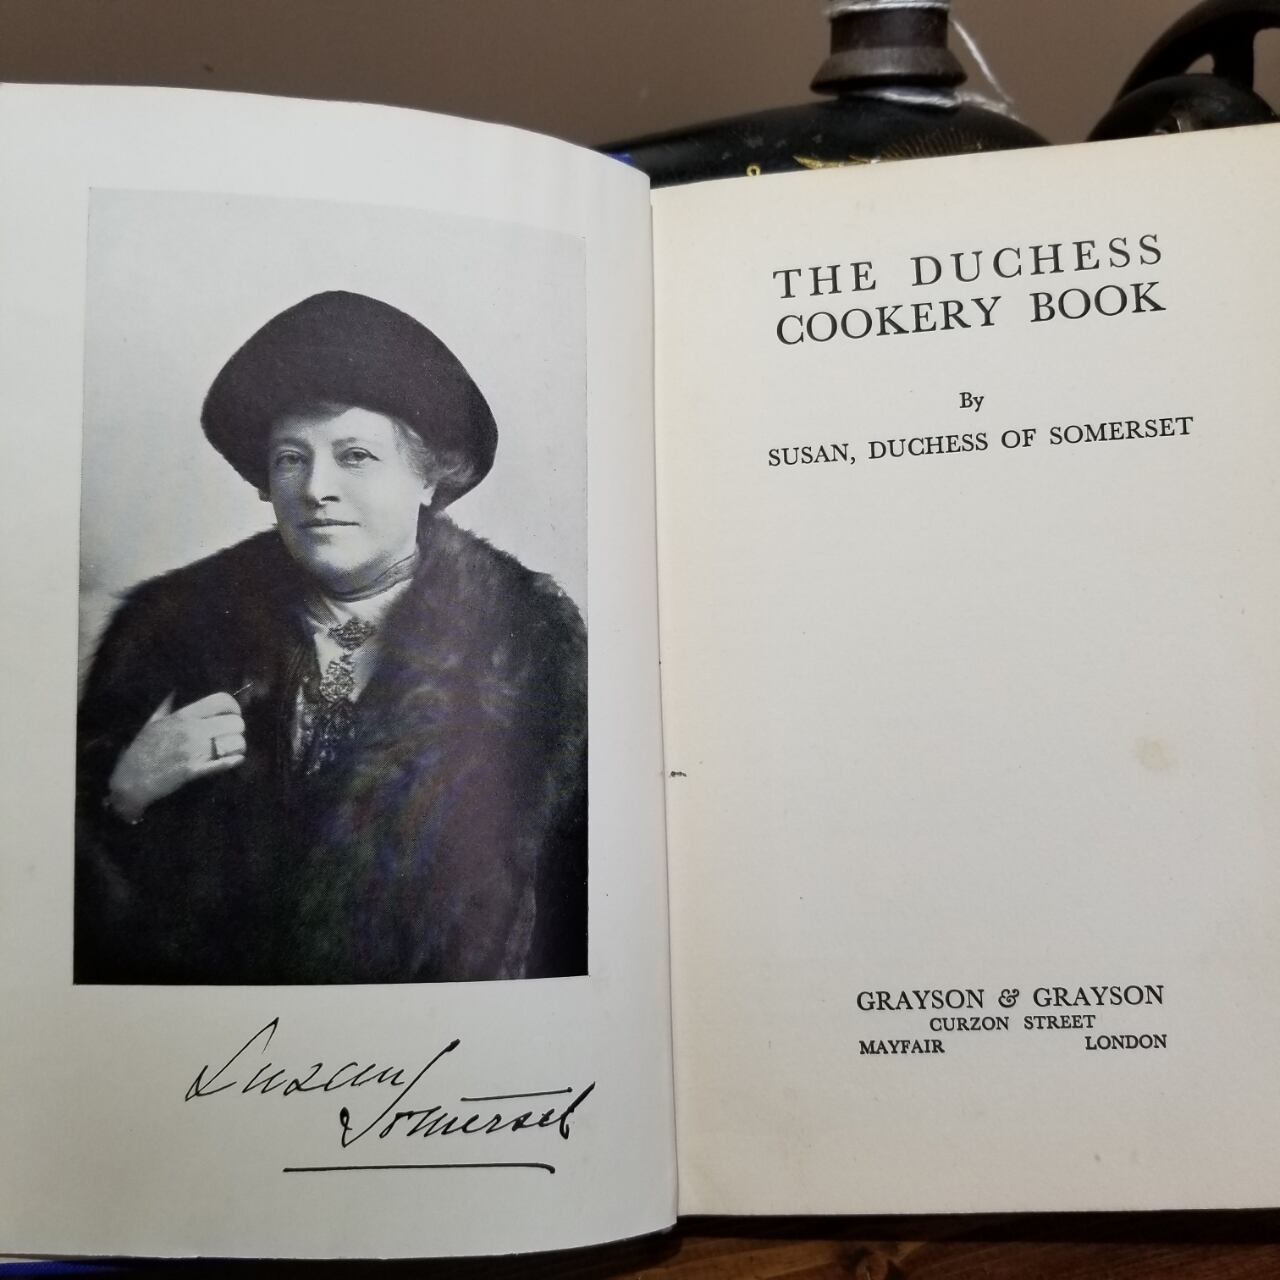 Susan
Somerset
THE DUCHESS
COOKERY BOOK
By
SUSAN, DUCHESS OF SOMERSET
GRAYSON & GRAYSON
CURZON STREET
MAYFAIR LONDON